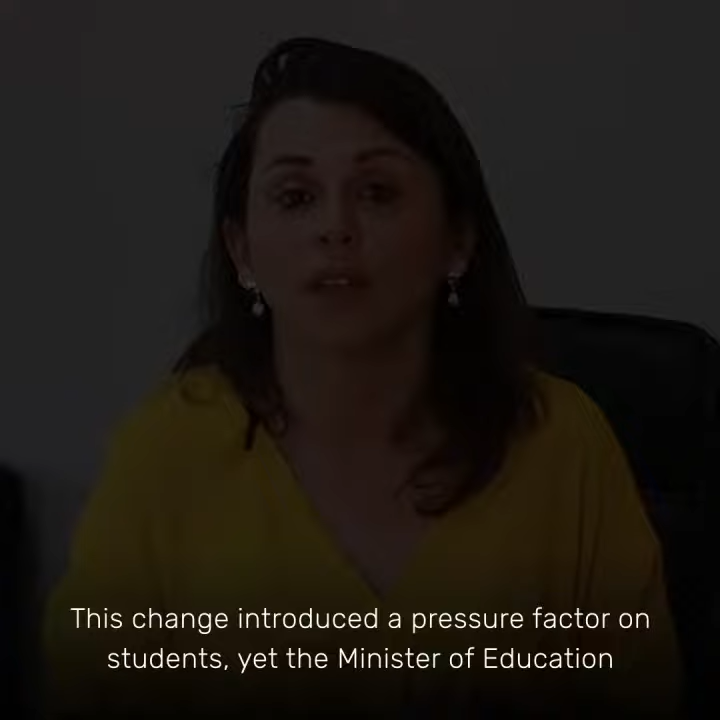 This change introduced a pressure factor on
students, yet the Minister of Education